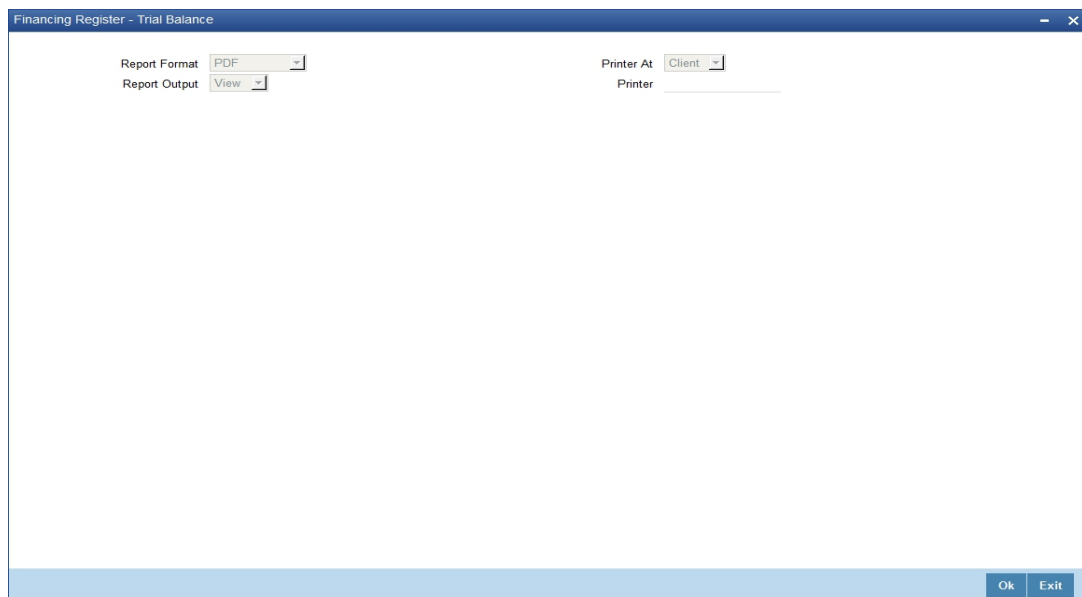 Financing Register - Trial Balance
Report Format PDF
Printer At Client
Report Output View
Printer
Ok Exit